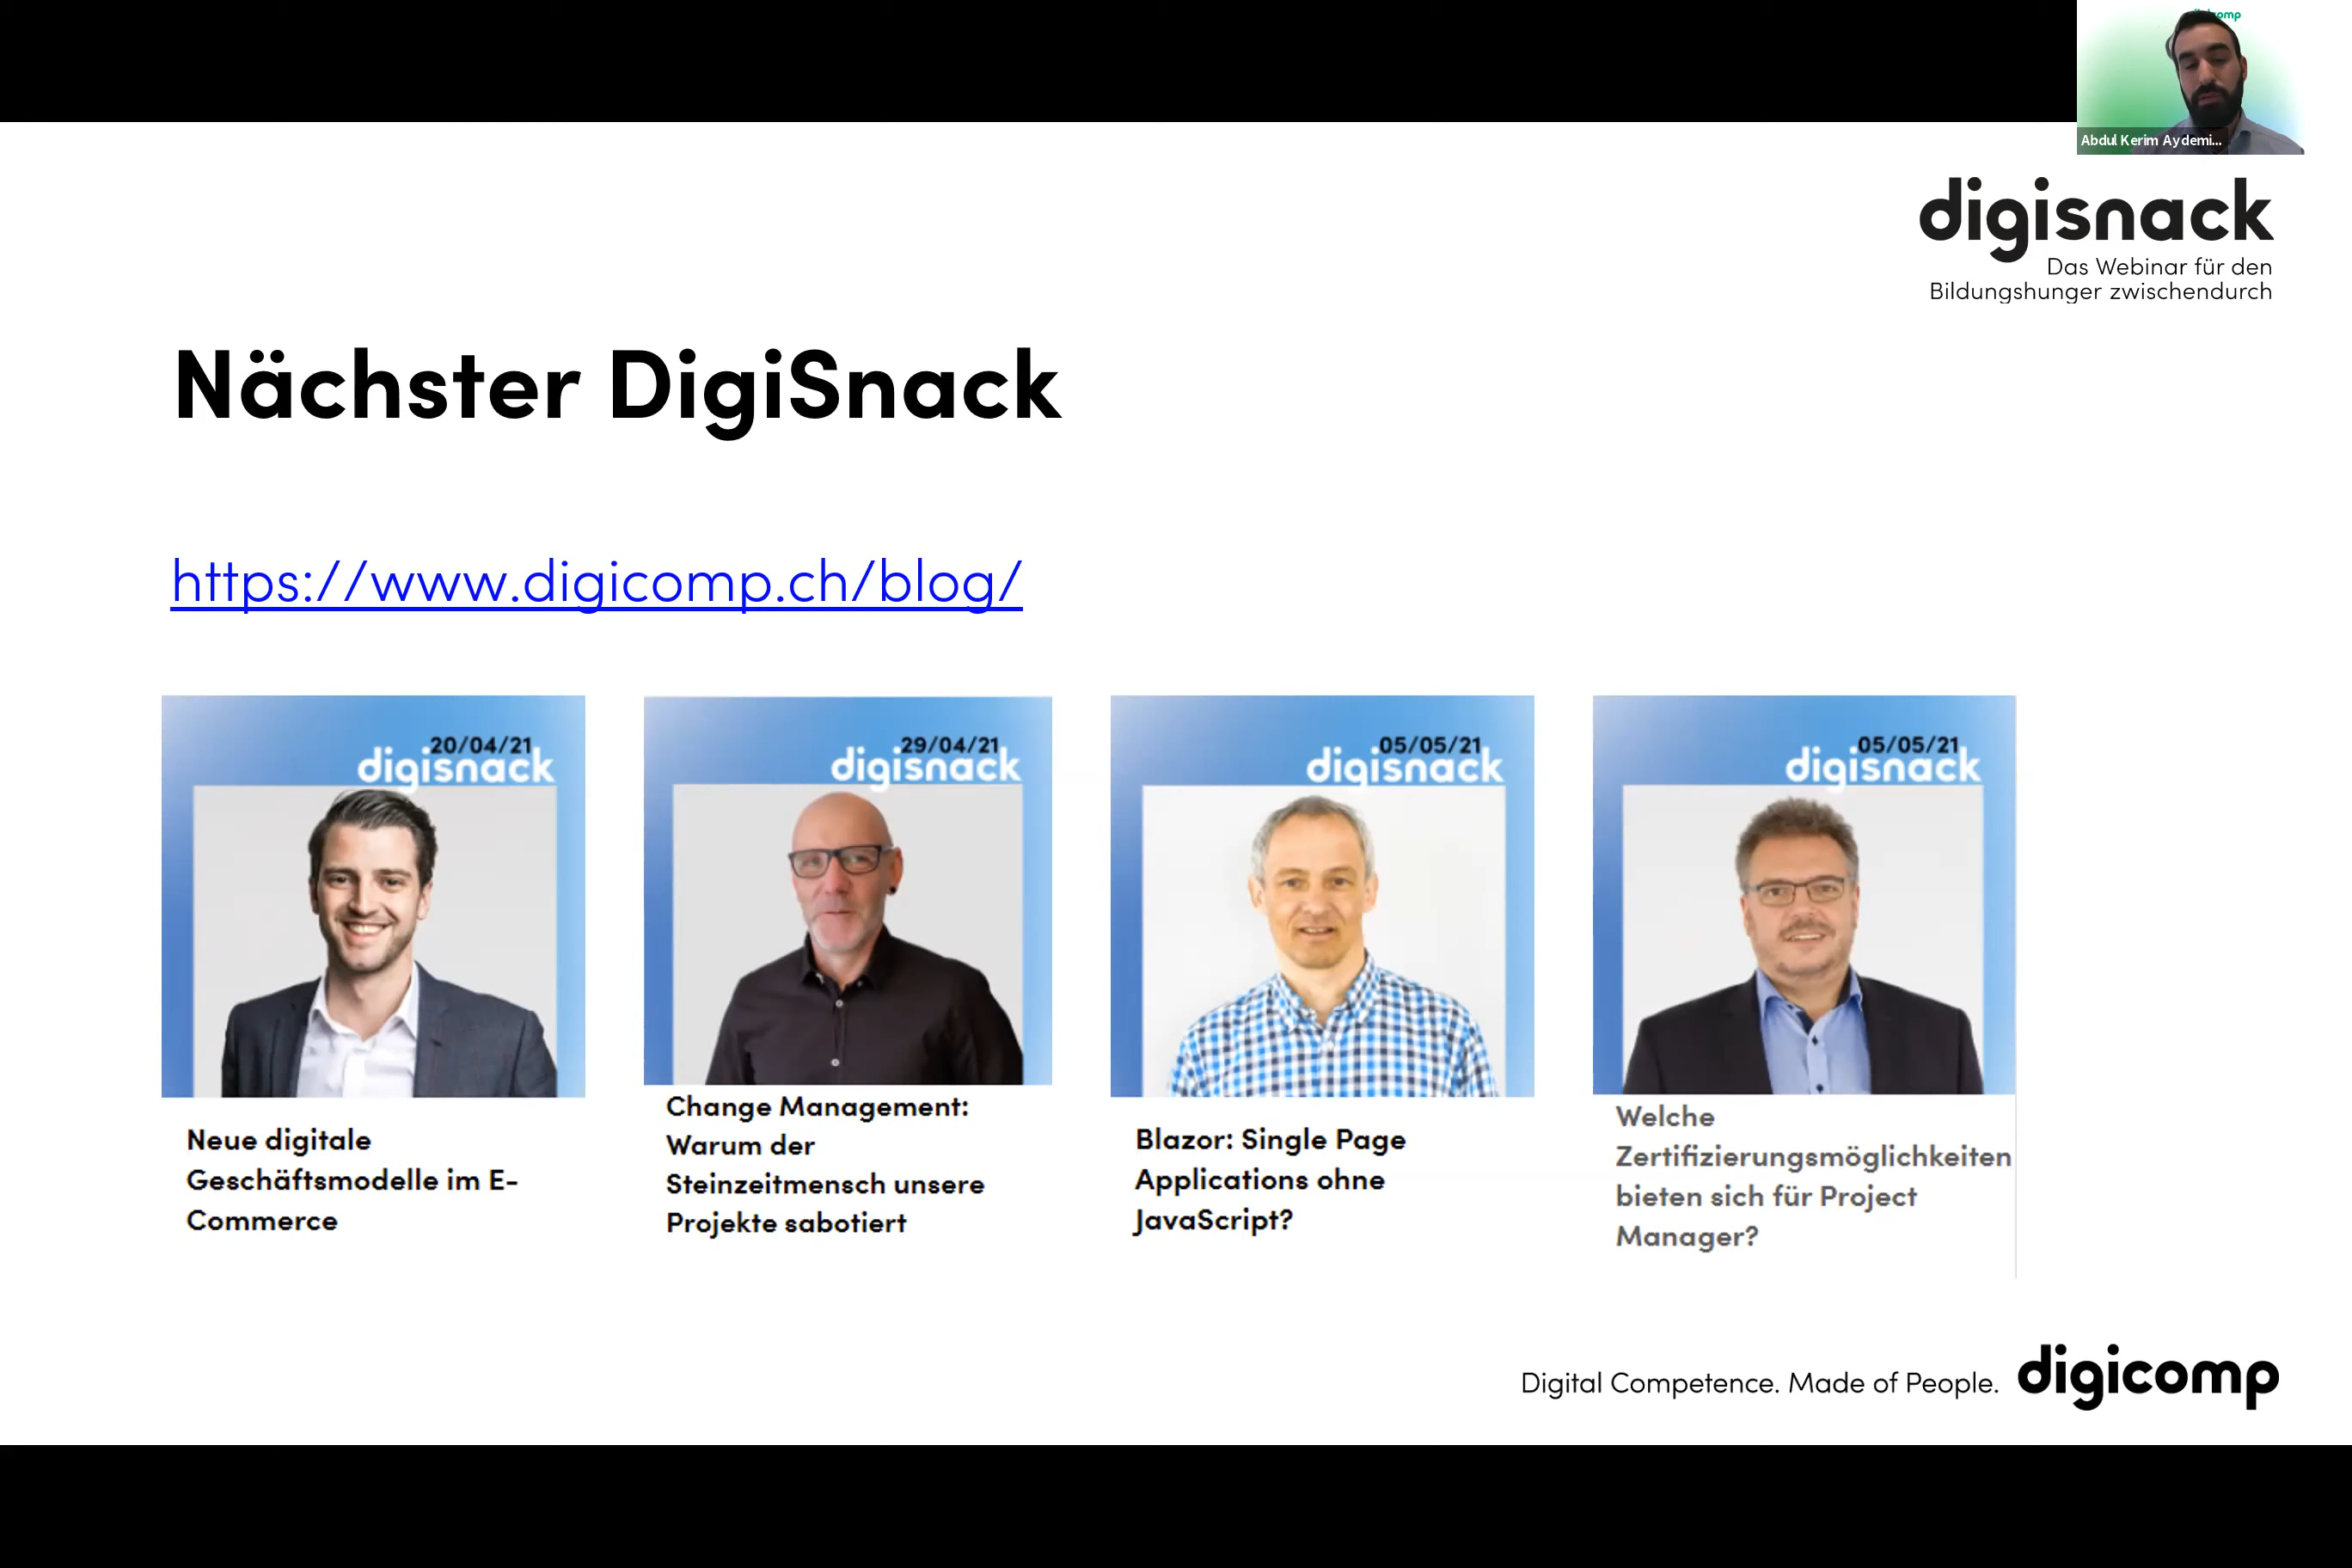 Abdul Kerim Aydemi...
digisnack
Das Webinar für den
Bildungshunger zwischendurch
Nächster DigiSnack
https://www.digicomp.ch/blog/
20/04/21
digisnack
Neue digitale
Geschäftsmodelle im E-
Commerce
29/04/21
digisnack
Change Management:
Warum der
Steinzeitmensch unsere
Projekte sabotiert
05/05/21
digisnack
Blazor: Single Page
Applications ohne
JavaScript?
05/05/21
digisnack
Welche
Zertifizierungsmöglichkeiten
bieten sich für Project
Manager?
Digital Competence. Made of People. digicomp